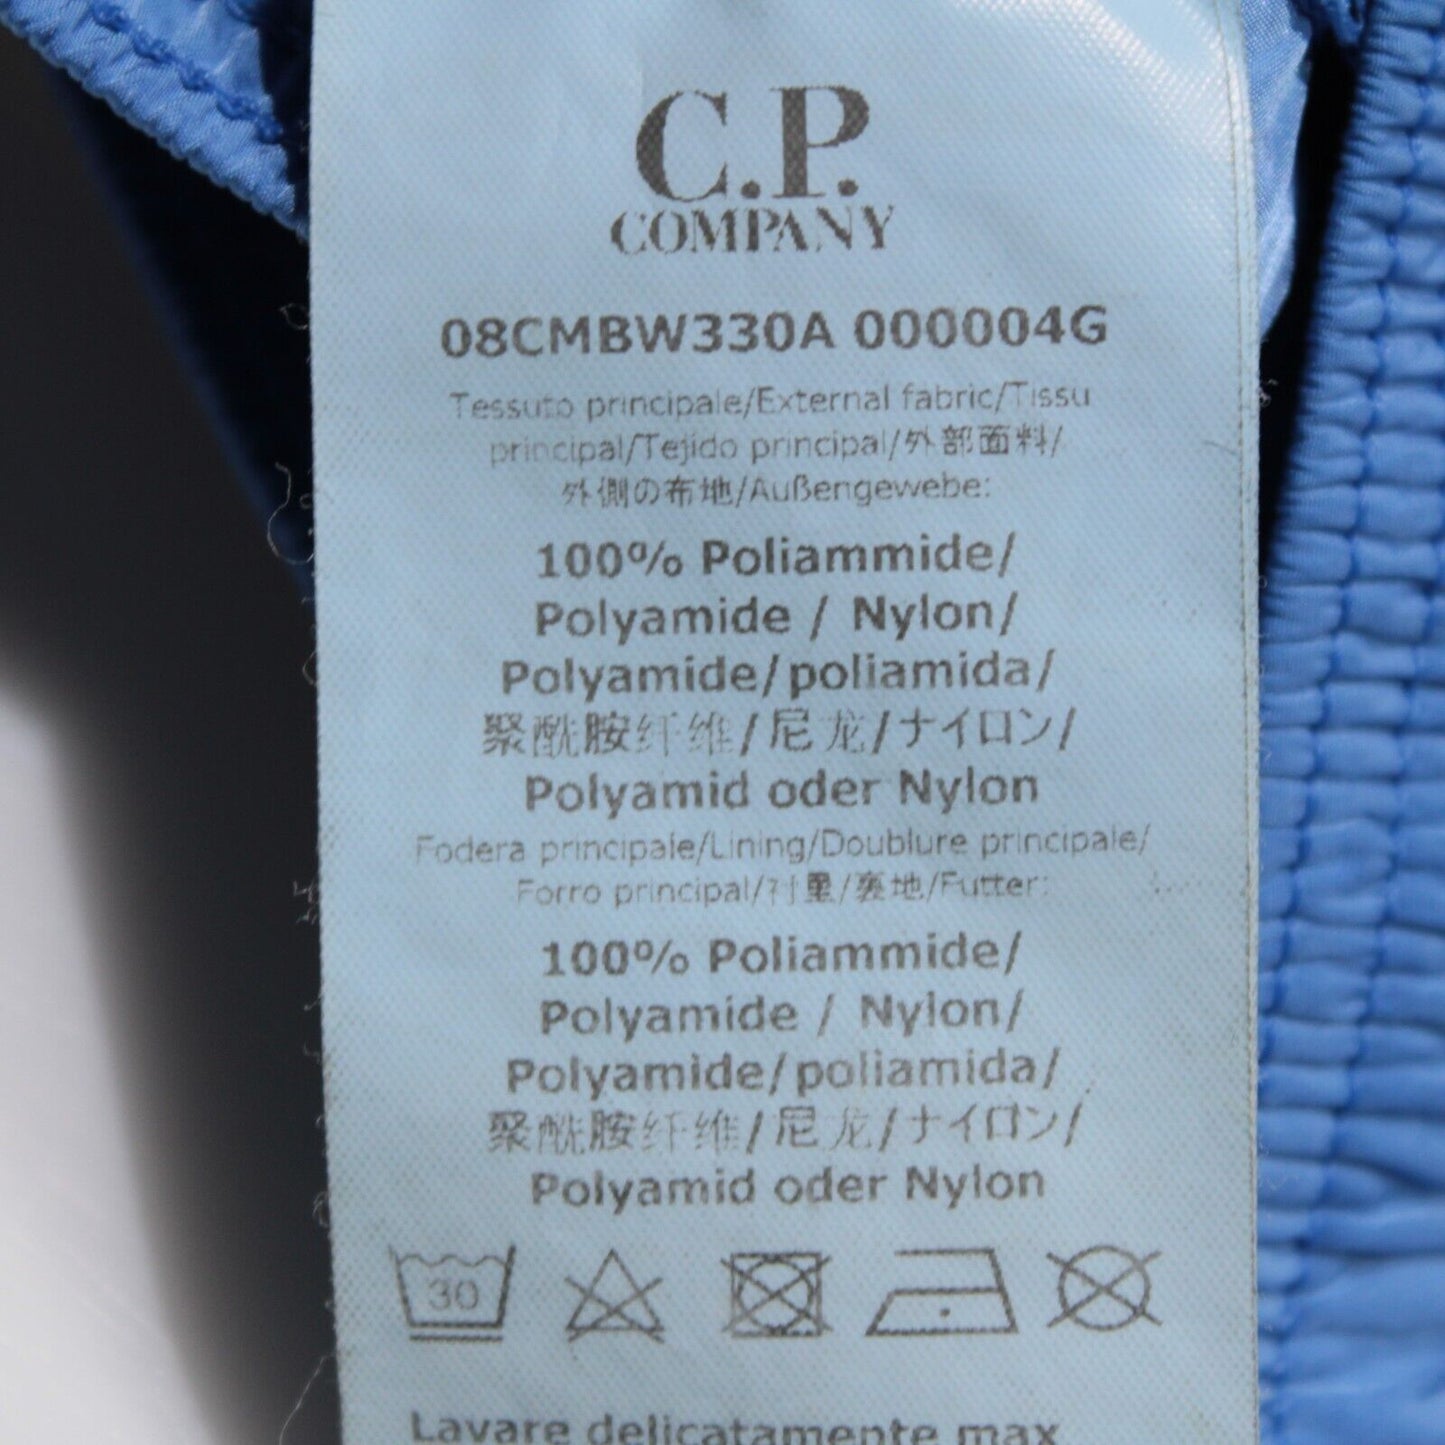 C.P.
COMPANY
08CMBW330A 000004G
Tessuto principale/External fabric/Tissu
principal/Tejido principal/外部面料/
外側の布地/Außengewebe:
100% Poliammide/
Polyamide / Nylon/
Polyamide/poliamida/
聚酰胺纤维/尼龙/ナイロン/
Polyamid oder Nylon
Fodera principale/Lining/Doublure principale/
Forro principal/衬里/裏地/Futter:
100% Poliammide/
Polyamide / Nylon/
Polyamide/poliamida/
聚酰胺纤维/尼龙/ナイロン/
Polyamid oder Nylon
30
Lavare delicatamente max